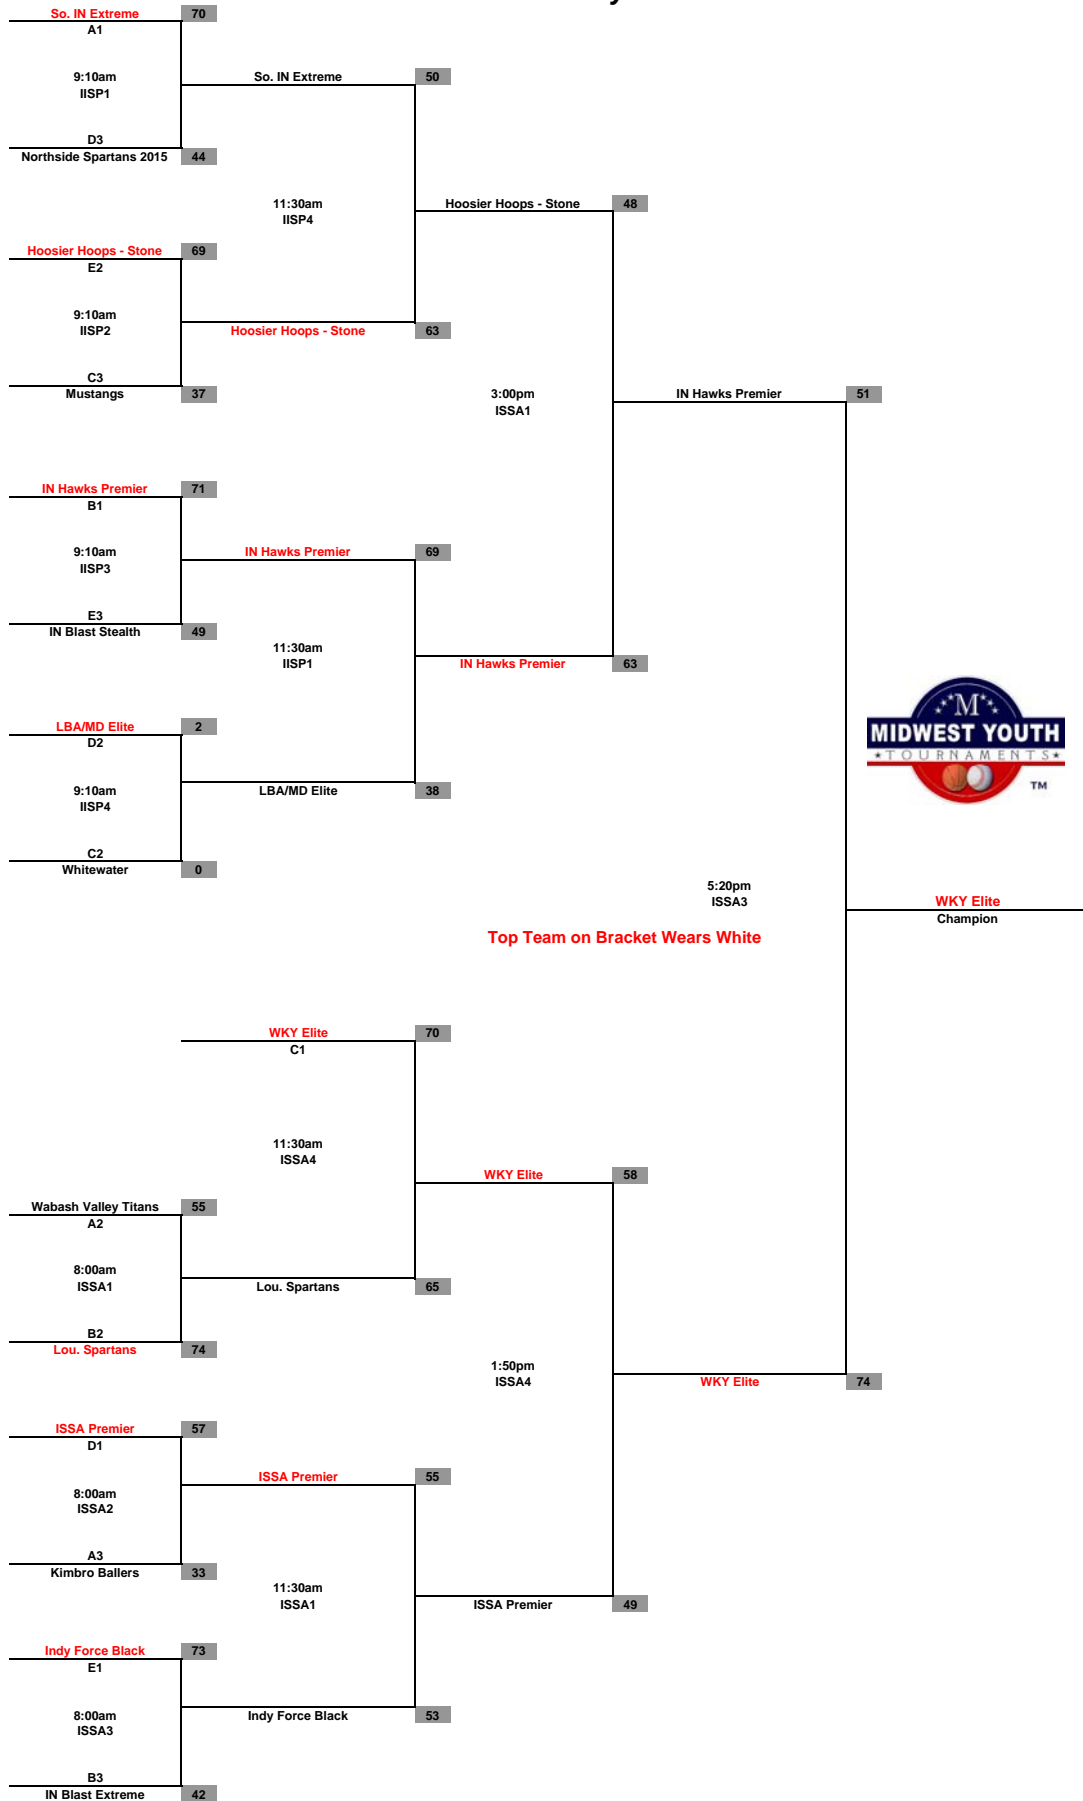 So. IN Extreme 70
A1
9:10am
IISP1
So. IN Extreme 50
D3
Northside Spartans 2015 44
11:30am
IISP4
Hoosier Hoops - Stone 48
Hoosier Hoops - Stone 69
E2
9:10am
IISP2
Hoosier Hoops - Stone 63
C3
Mustangs 37
3:00pm
ISSA1
IN Hawks Premier 51
IN Hawks Premier 71
B1
9:10am
IISP3
IN Hawks Premier 69
E3
IN Blast Stealth 49
11:30am
IISP1
IN Hawks Premier 63
LBA/MD Elite 2
D2
9:10am
IISP4
LBA/MD Elite 38
C2
Whitewater 0
M
MIDWEST YOUTH
TOURNAMENTS
TM
5:20pm
ISSA3
WKY Elite
Champion
Top Team on Bracket Wears White
WKY Elite 70
C1
11:30am
ISSA4
WKY Elite 58
Wabash Valley Titans 55
A2
8:00am
ISSA1
Lou. Spartans 65
B2
Lou. Spartans 74
1:50pm
ISSA4
WKY Elite 74
ISSA Premier 57
D1
8:00am
ISSA2
ISSA Premier 55
A3
Kimbro Ballers 33
11:30am
ISSA1
ISSA Premier 49
Indy Force Black 73
E1
8:00am
ISSA3
Indy Force Black 53
B3
IN Blast Extreme 42